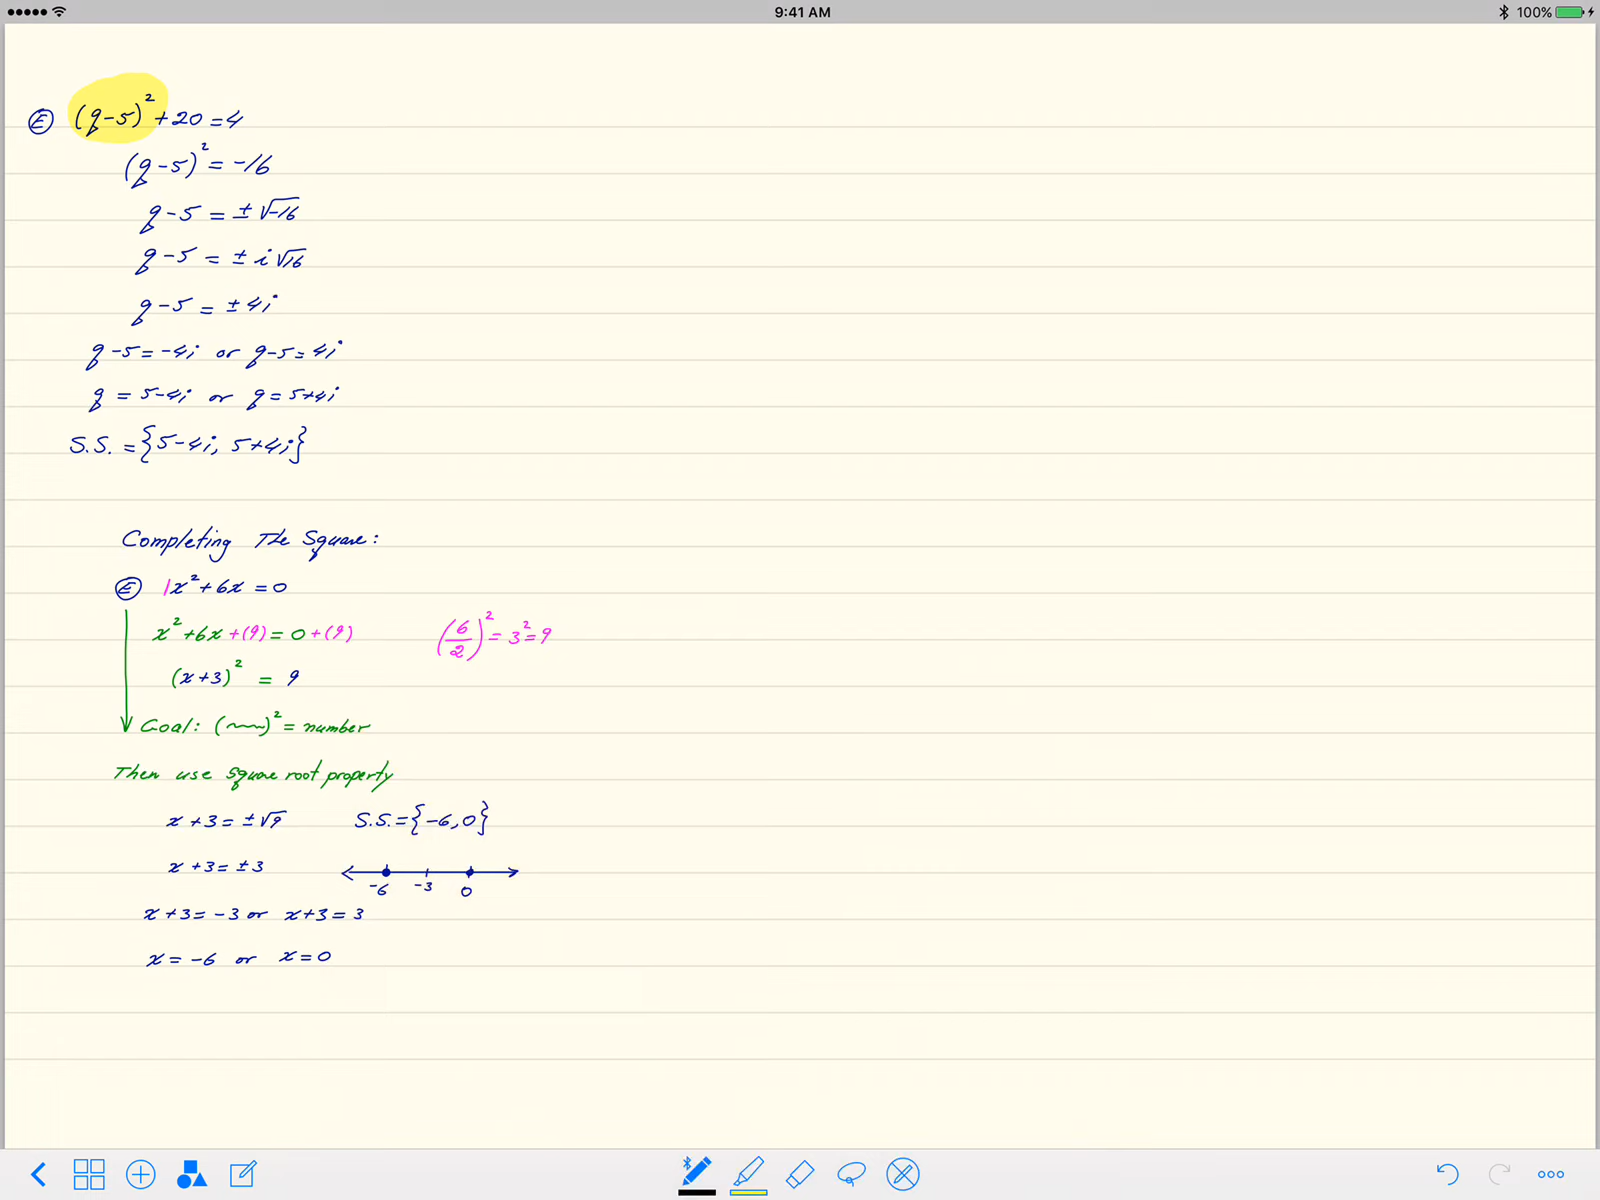 9:41 AM
100%
Ⓔ (q-5)² +20 = 4
(q-5)² = -16
q-5 = ±√-16
q-5 = ± i√16
q-5 = ± 4i
q-5 = -4i or q-5 = 4i
q = 5-4i or q = 5+4i
S.S. = {5-4i, 5+4i}
Completing The Square:
Ⓔ 1x²+6x = 0
x²+6x +(9) = 0 +(9) (6/2)² = 3² = 9
(x+3)² = 9
Goal: (~~~)² = number
Then use square root property
x+3 = ±√9 S.S. = {-6, 0}
x+3 = ±3
-6 -3 0
x+3 = -3 or x+3 = 3
x = -6 or x = 0